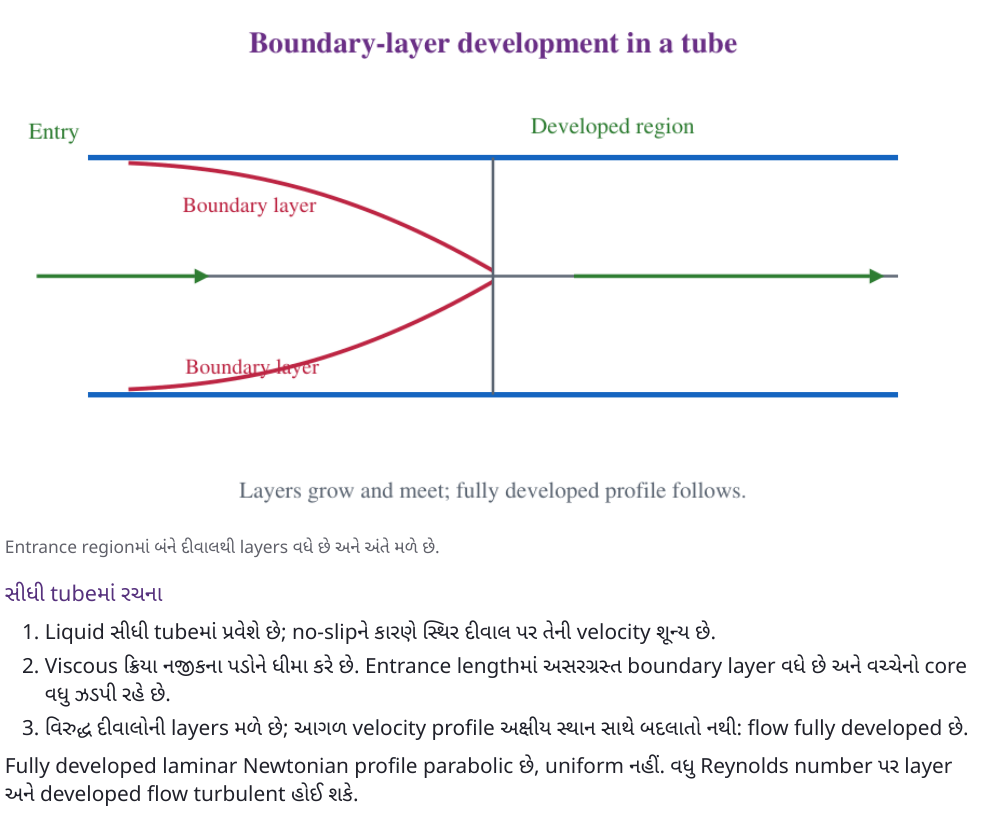 Boundary-layer development in a tube
Entry
Developed region
Boundary layer
Boundary layer
Layers grow and meet; fully developed profile follows.
Entrance regionમાં બંને દીવાલથી layers વધે છે અને અંતે મળે છે.
સીધી tubeમાં રચના
1. Liquid સીધી tubeમાં પ્રવેશે છે; no-slipને કારણે સ્થિર દીવાલ પર તેની velocity શૂન્ય છે.
2. Viscous ક્રિયા નજીકના પડોને ધીમા કરે છે. Entrance lengthમાં અસરગ્રસ્ત boundary layer વધે છે અને વચ્ચેનો core
વધુ ઝડપી રહે છે.
3. વિરુદ્ધ દીવાલોની layers મળે છે; આગળ velocity profile અક્ષીય સ્થાન સાથે બદલાતો નથી: flow fully developed છે.
Fully developed laminar Newtonian profile parabolic છે, uniform નહીં. વધુ Reynolds number પર layer
અને developed flow turbulent હોઈ શકે.